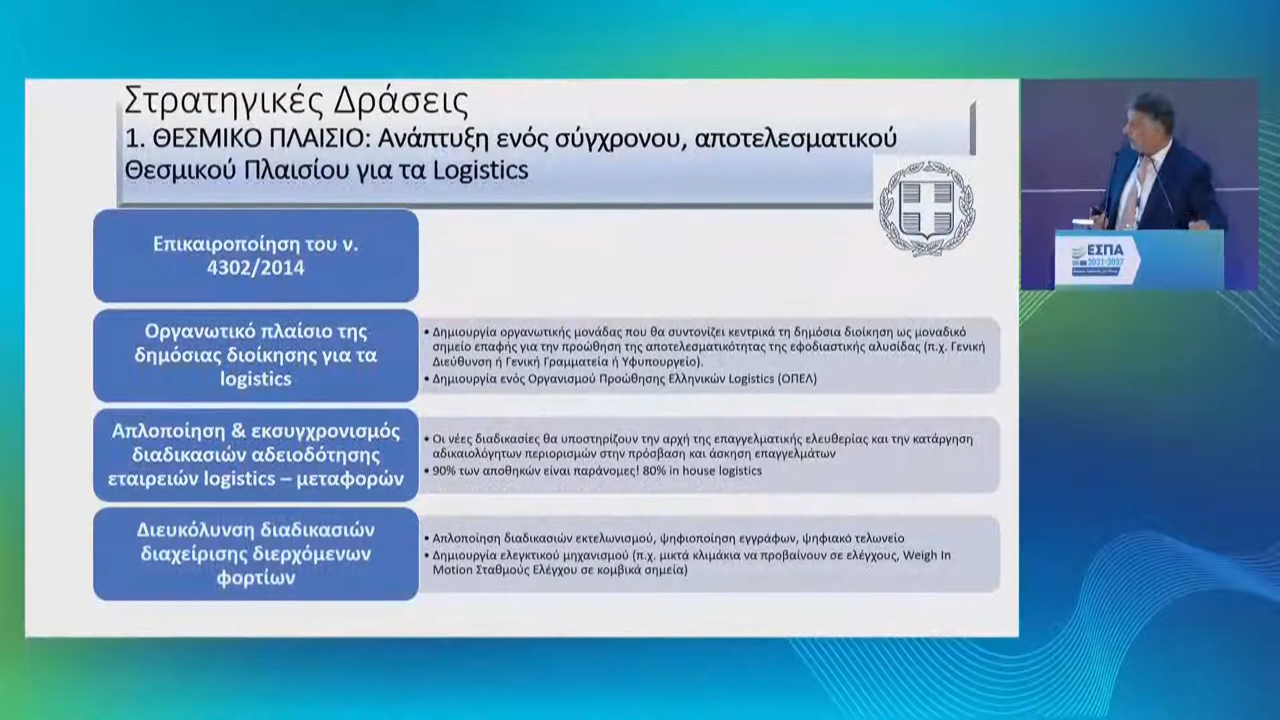 Στρατηγικές Δράσεις
1. ΘΕΣΜΙΚΟ ΠΛΑΙΣΙΟ: Ανάπτυξη ενός σύγχρονου, αποτελεσματικού
Θεσμικού Πλαισίου για τα Logistics
Επικαιροποίηση του ν.
4302/2014
Οργανωτικό πλαίσιο της
δημόσιας διοίκησης για τα
logistics
• Δημιουργία οργανωτικής μονάδας που θα συντονίζει κεντρικά τη δημόσια διοίκηση ως μοναδικό
σημείο επαφής για την προώθηση της αποτελεσματικότητας της εφοδιαστικής αλυσίδας (π.χ. Γενική
Διεύθυνση ή Γενική Γραμματεία ή Υφυπουργείο).
• Δημιουργία ενός Οργανισμού Προώθησης Ελληνικών Logistics (ΟΠΕΛ)
Απλοποίηση & εκσυγχρονισμός
διαδικασιών αδειοδότησης
εταιρειών logistics – μεταφορών
• Οι νέες διαδικασίες θα υποστηρίζουν την αρχή της επαγγελματικής ελευθερίας και την κατάργηση
αδικαιολόγητων περιορισμών στην πρόσβαση και άσκηση επαγγελμάτων
• 90% των αποθηκών είναι παράνομες! 80% in house logistics
Διευκόλυνση διαδικασιών
διαχείρισης διερχόμενων
φορτίων
• Απλοποίηση διαδικασιών εκτελωνισμού, ψηφιοποίηση εγγράφων, ψηφιακό τελωνείο
• Δημιουργία ελεγκτικού μηχανισμού (π.χ. μικτά κλιμάκια να προβαίνουν σε ελέγχους, Weigh In
Motion Σταθμούς Ελέγχου σε κομβικά σημεία)
ΕΣΠΑ
2021-2027